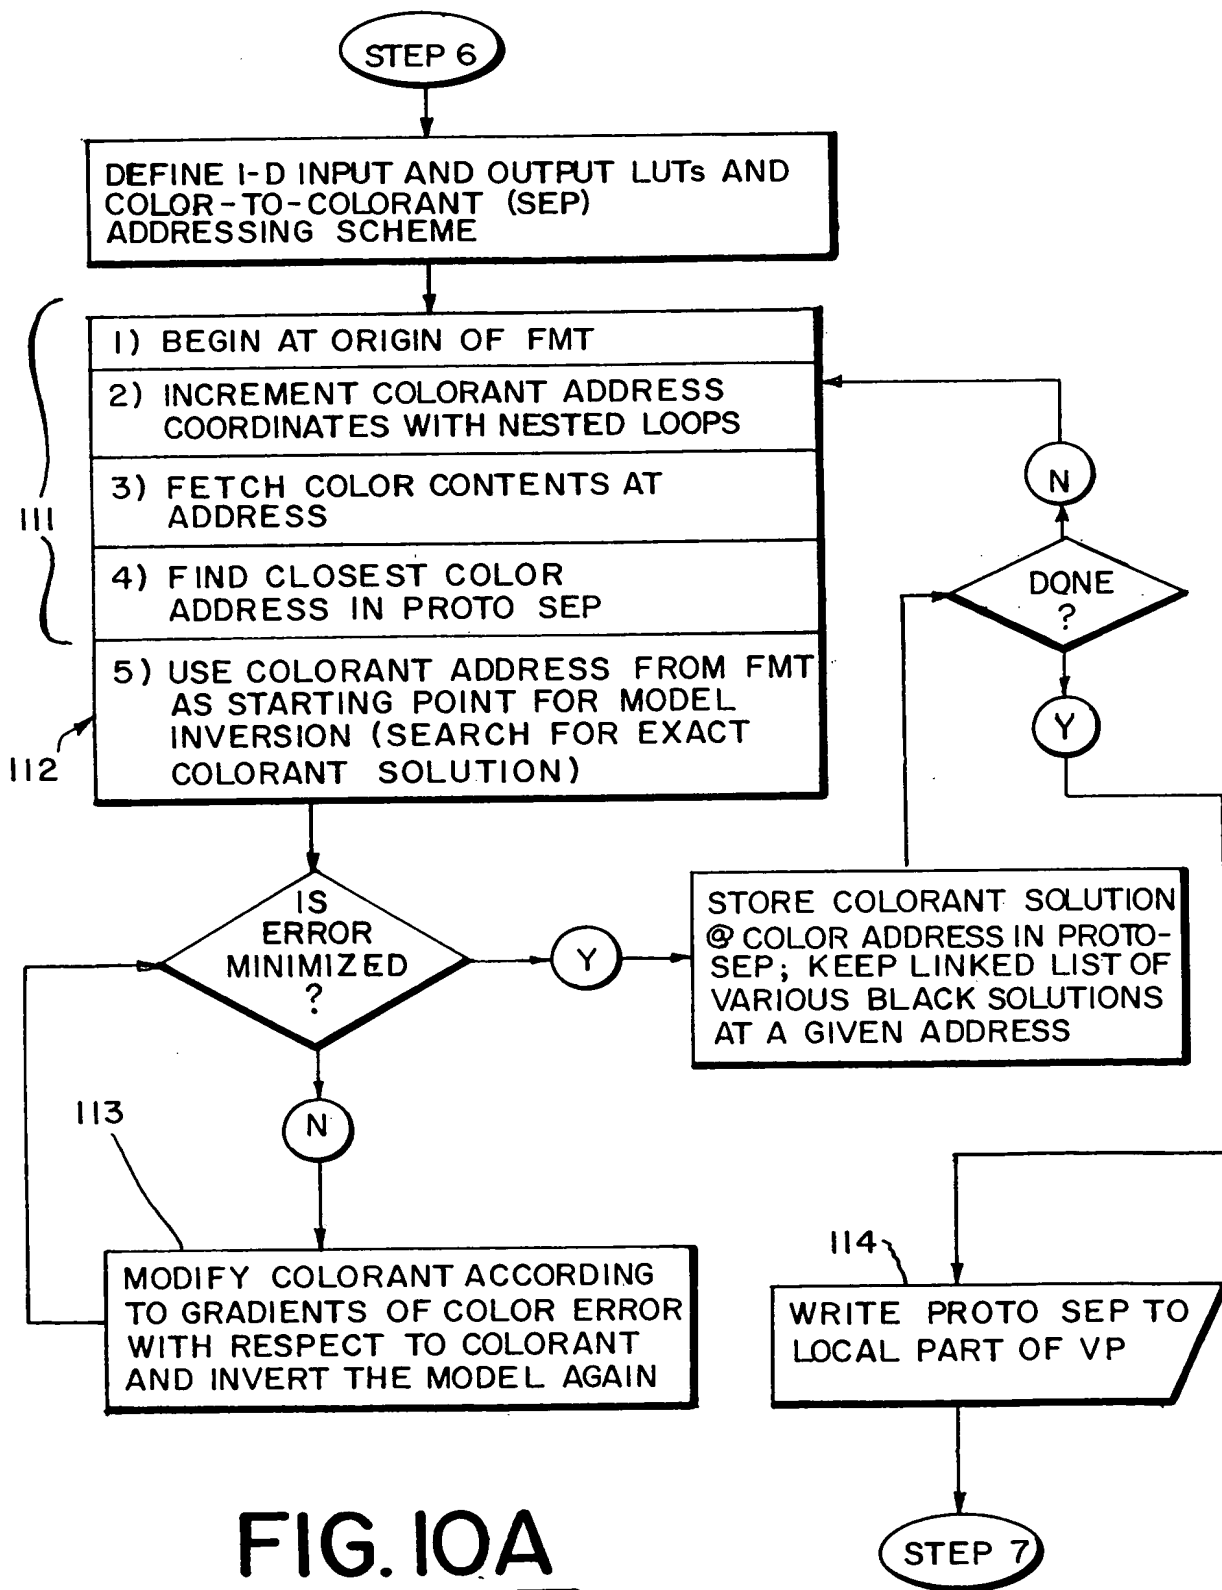 STEP 6
DEFINE 1-D INPUT AND OUTPUT LUTs AND
COLOR-TO-COLORANT (SEP)
ADDRESSING SCHEME
111
1) BEGIN AT ORIGIN OF FMT
2) INCREMENT COLORANT ADDRESS
COORDINATES WITH NESTED LOOPS
3) FETCH COLOR CONTENTS AT
ADDRESS
4) FIND CLOSEST COLOR
ADDRESS IN PROTO SEP
112
5) USE COLORANT ADDRESS FROM FMT
AS STARTING POINT FOR MODEL
INVERSION (SEARCH FOR EXACT
COLORANT SOLUTION)
N
DONE
?
Y
IS
ERROR
MINIMIZED
?
Y
STORE COLORANT SOLUTION
@ COLOR ADDRESS IN PROTO-
SEP; KEEP LINKED LIST OF
VARIOUS BLACK SOLUTIONS
AT A GIVEN ADDRESS
N
113
MODIFY COLORANT ACCORDING
TO GRADIENTS OF COLOR ERROR
WITH RESPECT TO COLORANT
AND INVERT THE MODEL AGAIN
114
WRITE PROTO SEP TO
LOCAL PART OF VP
STEP 7
FIG. 10A